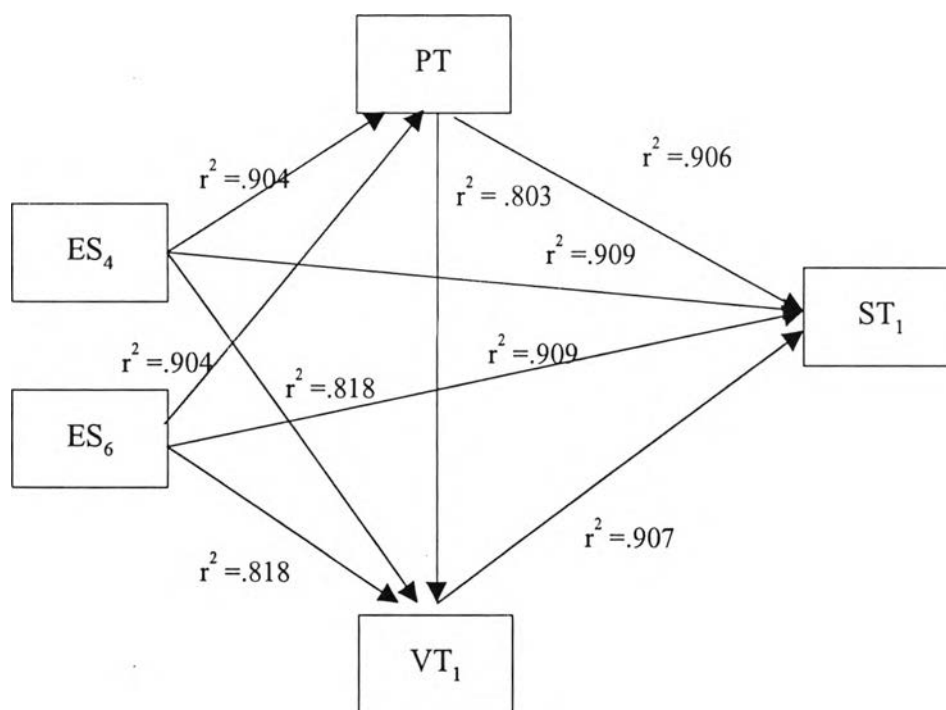 PT
r² =.906
r² =.904
r² = .803
ES₄
r² =.909
ST₁
r² =.904
r² =.909
r² =.818
ES₆
r² =.907
r² =.818
VT₁